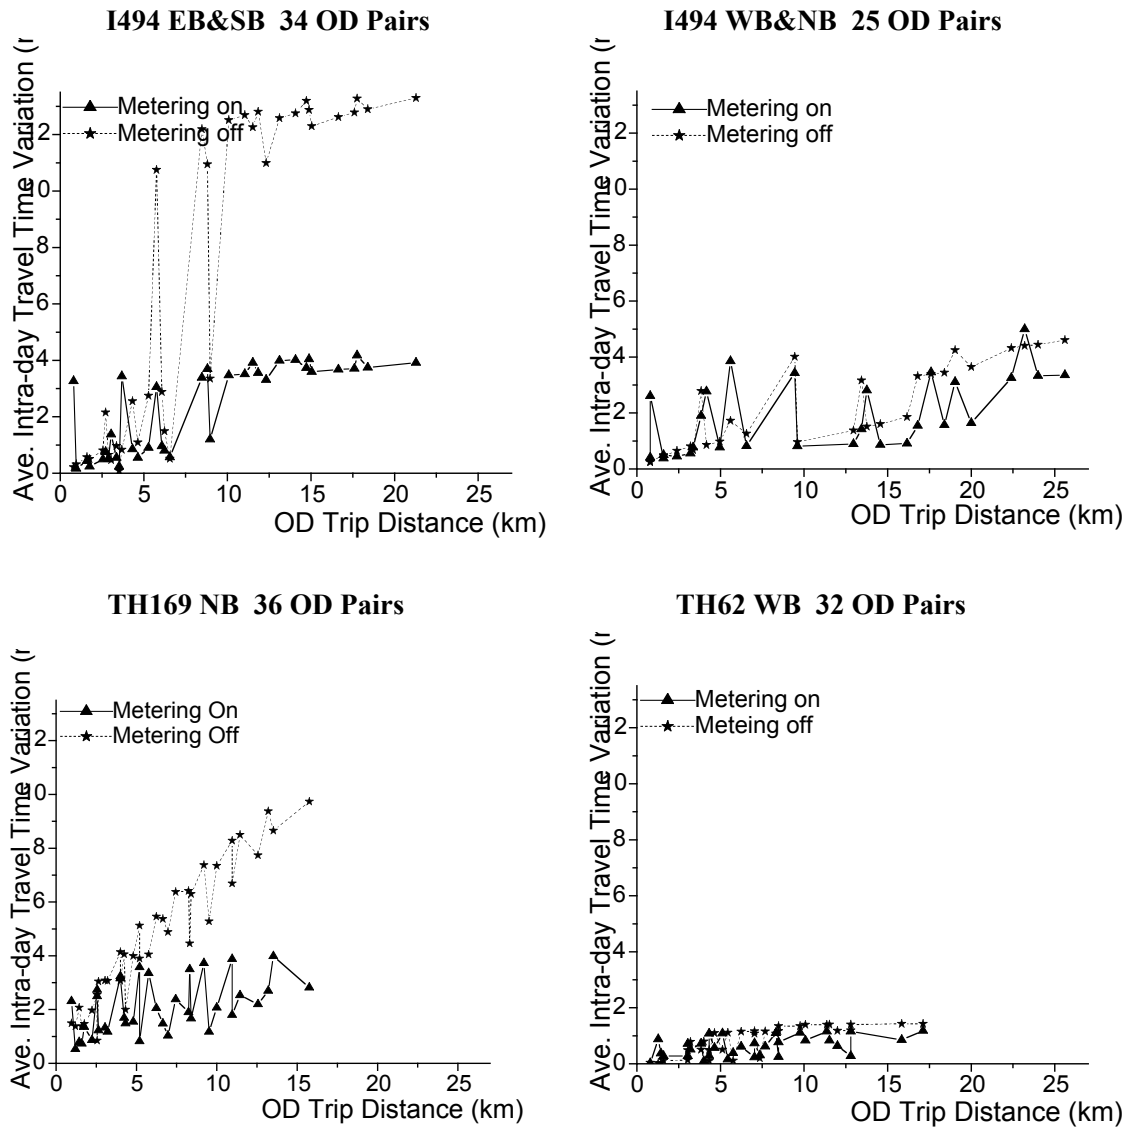 I494 EB&SB 34 OD Pairs
Ave. Intra-day Travel Time Variation (r
Metering on
Metering off
12
10
8
6
4
2
0
0 5 10 15 20 25
OD Trip Distance (km)
I494 WB&NB 25 OD Pairs
Ave. Intra-day Travel Time Variation (r
Metering on
Metering off
12
10
8
6
4
2
0
0 5 10 15 20 25
OD Trip Distance (km)
TH169 NB 36 OD Pairs
Ave. Intra-day Travel Time Variation (r
Metering On
Metering Off
12
10
8
6
4
2
0
0 5 10 15 20 25
OD Trip Distance (km)
TH62 WB 32 OD Pairs
Ave. Intra-day Travel Time Variation (r
Metering on
Meteing off
12
10
8
6
4
2
0
0 5 10 15 20 25
OD Trip Distance (km)